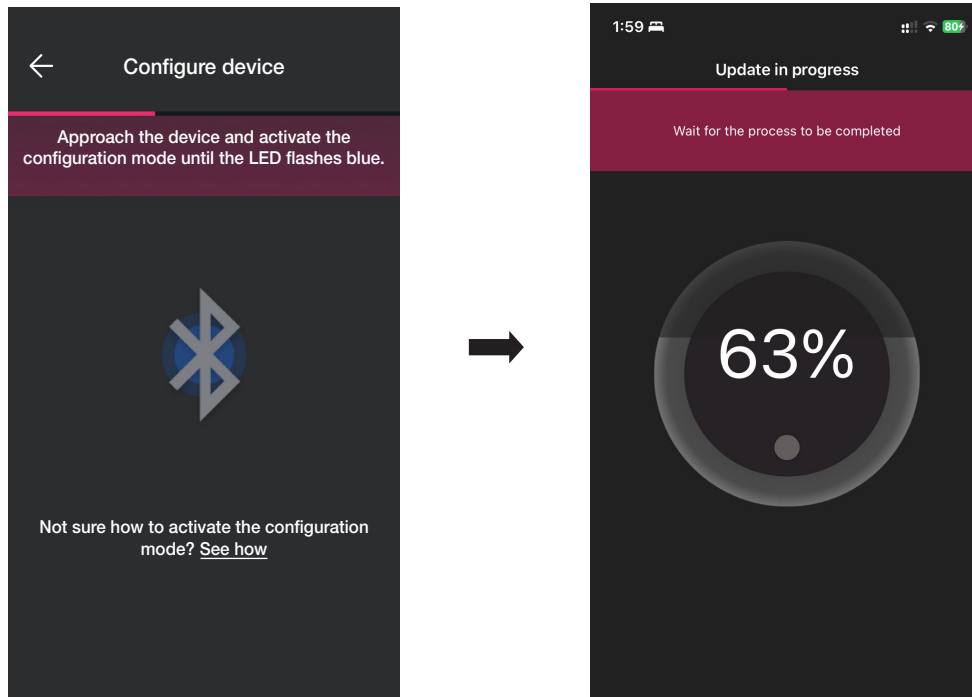 Configure device
Approach the device and activate the
configuration mode until the LED flashes blue.
Not sure how to activate the configuration
mode? See how
1:59
80
Update in progress
Wait for the process to be completed
63%